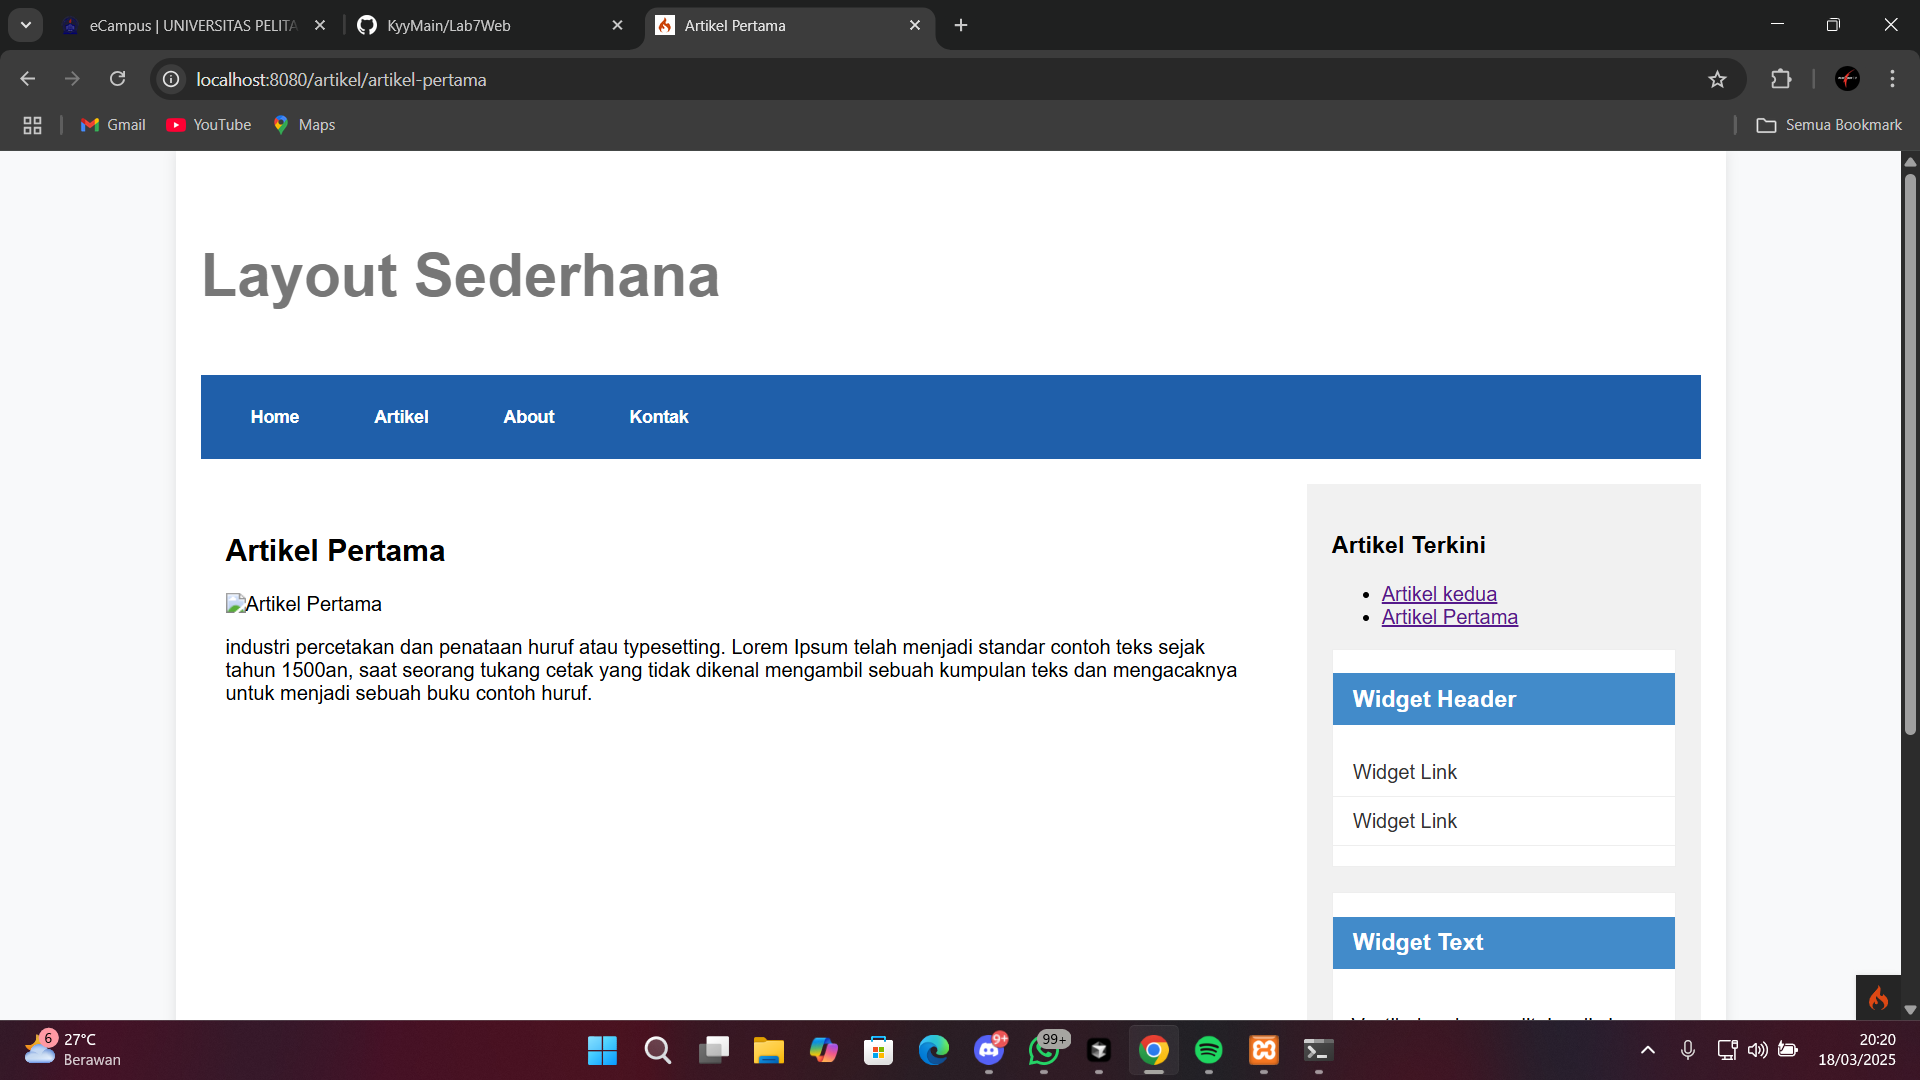 eCampus | UNIVERSITAS PELITA
KyyMain/Lab7Web
Artikel Pertama
localhost:8080/artikel/artikel-pertama
Gmail
YouTube
Maps
Semua Bookmark
Layout Sederhana
Home
Artikel
About
Kontak
Artikel Pertama
Artikel Pertama
industri percetakan dan penataan huruf atau typesetting. Lorem Ipsum telah menjadi standar contoh teks sejak
tahun 1500an, saat seorang tukang cetak yang tidak dikenal mengambil sebuah kumpulan teks dan mengacaknya
untuk menjadi sebuah buku contoh huruf.
Artikel Terkini
Artikel kedua
Artikel Pertama
Widget Header
Widget Link
Widget Link
Widget Text
6
27°C
Berawan
9+
99+
20:20
18/03/2025